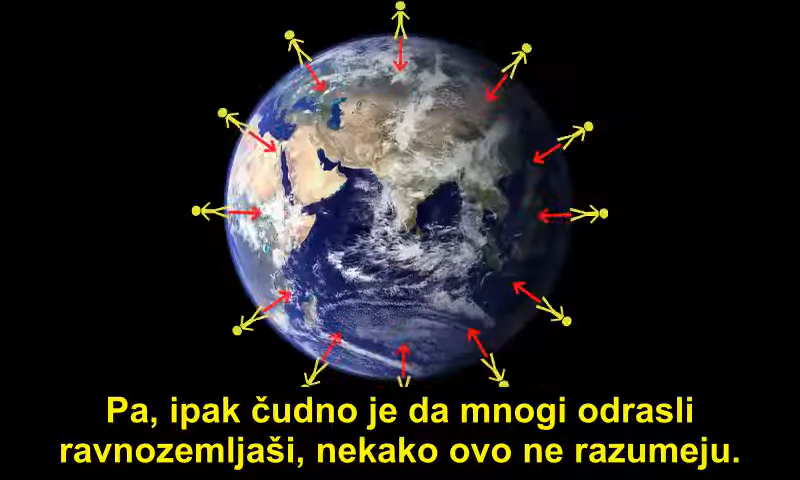 Pa, ipak čudno je da mnogi odrasli
ravnozemljaši, nekako ovo ne razumeju.